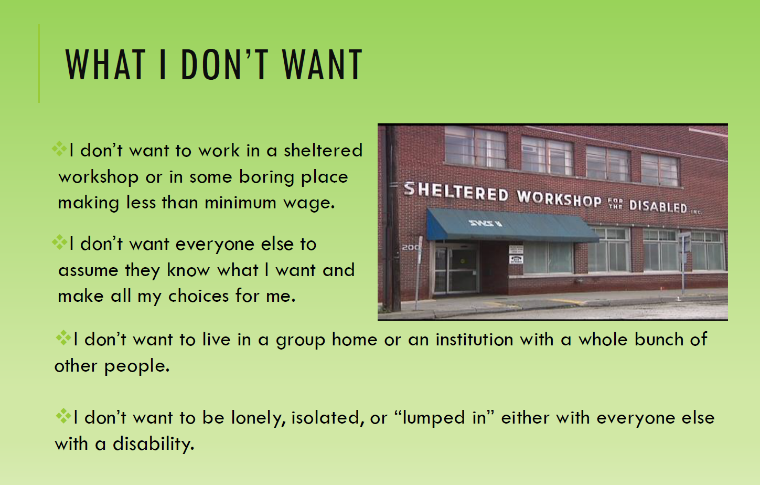 WHAT I DON'T WANT
I don't want to work in a sheltered
workshop or in some boring place
making less than minimum wage.
I don't want everyone else to
assume they know what I want and
make all my choices for me.
SHELTERED WORKSHOP FOR THE DISABLED INC.
SWS
200
I don't want to live in a group home or an institution with a whole bunch of
other people.
I don't want to be lonely, isolated, or “lumped in” either with everyone else
with a disability.